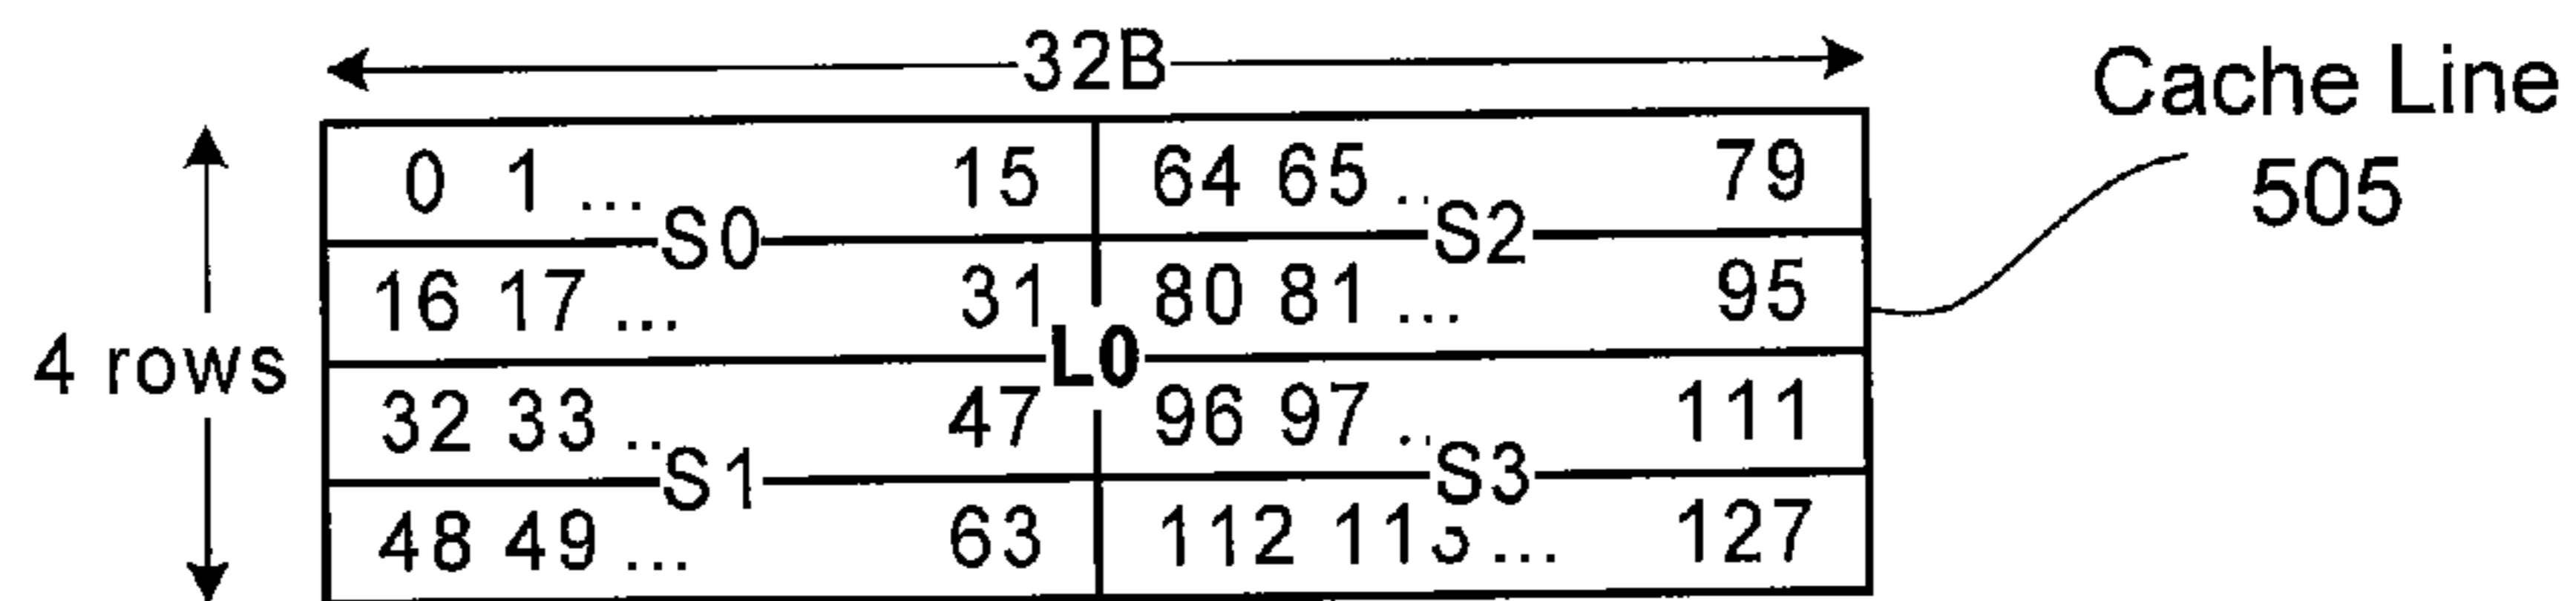 32B
Cache Line
505
0 1 ... 15 64 65 .. 79
S0 S2
16 17 ... 31 80 81 ... 95
4 rows
L0
32 33 .. 47 96 97 .. 111
S1 S3
48 49 ... 63 112 113 ... 127